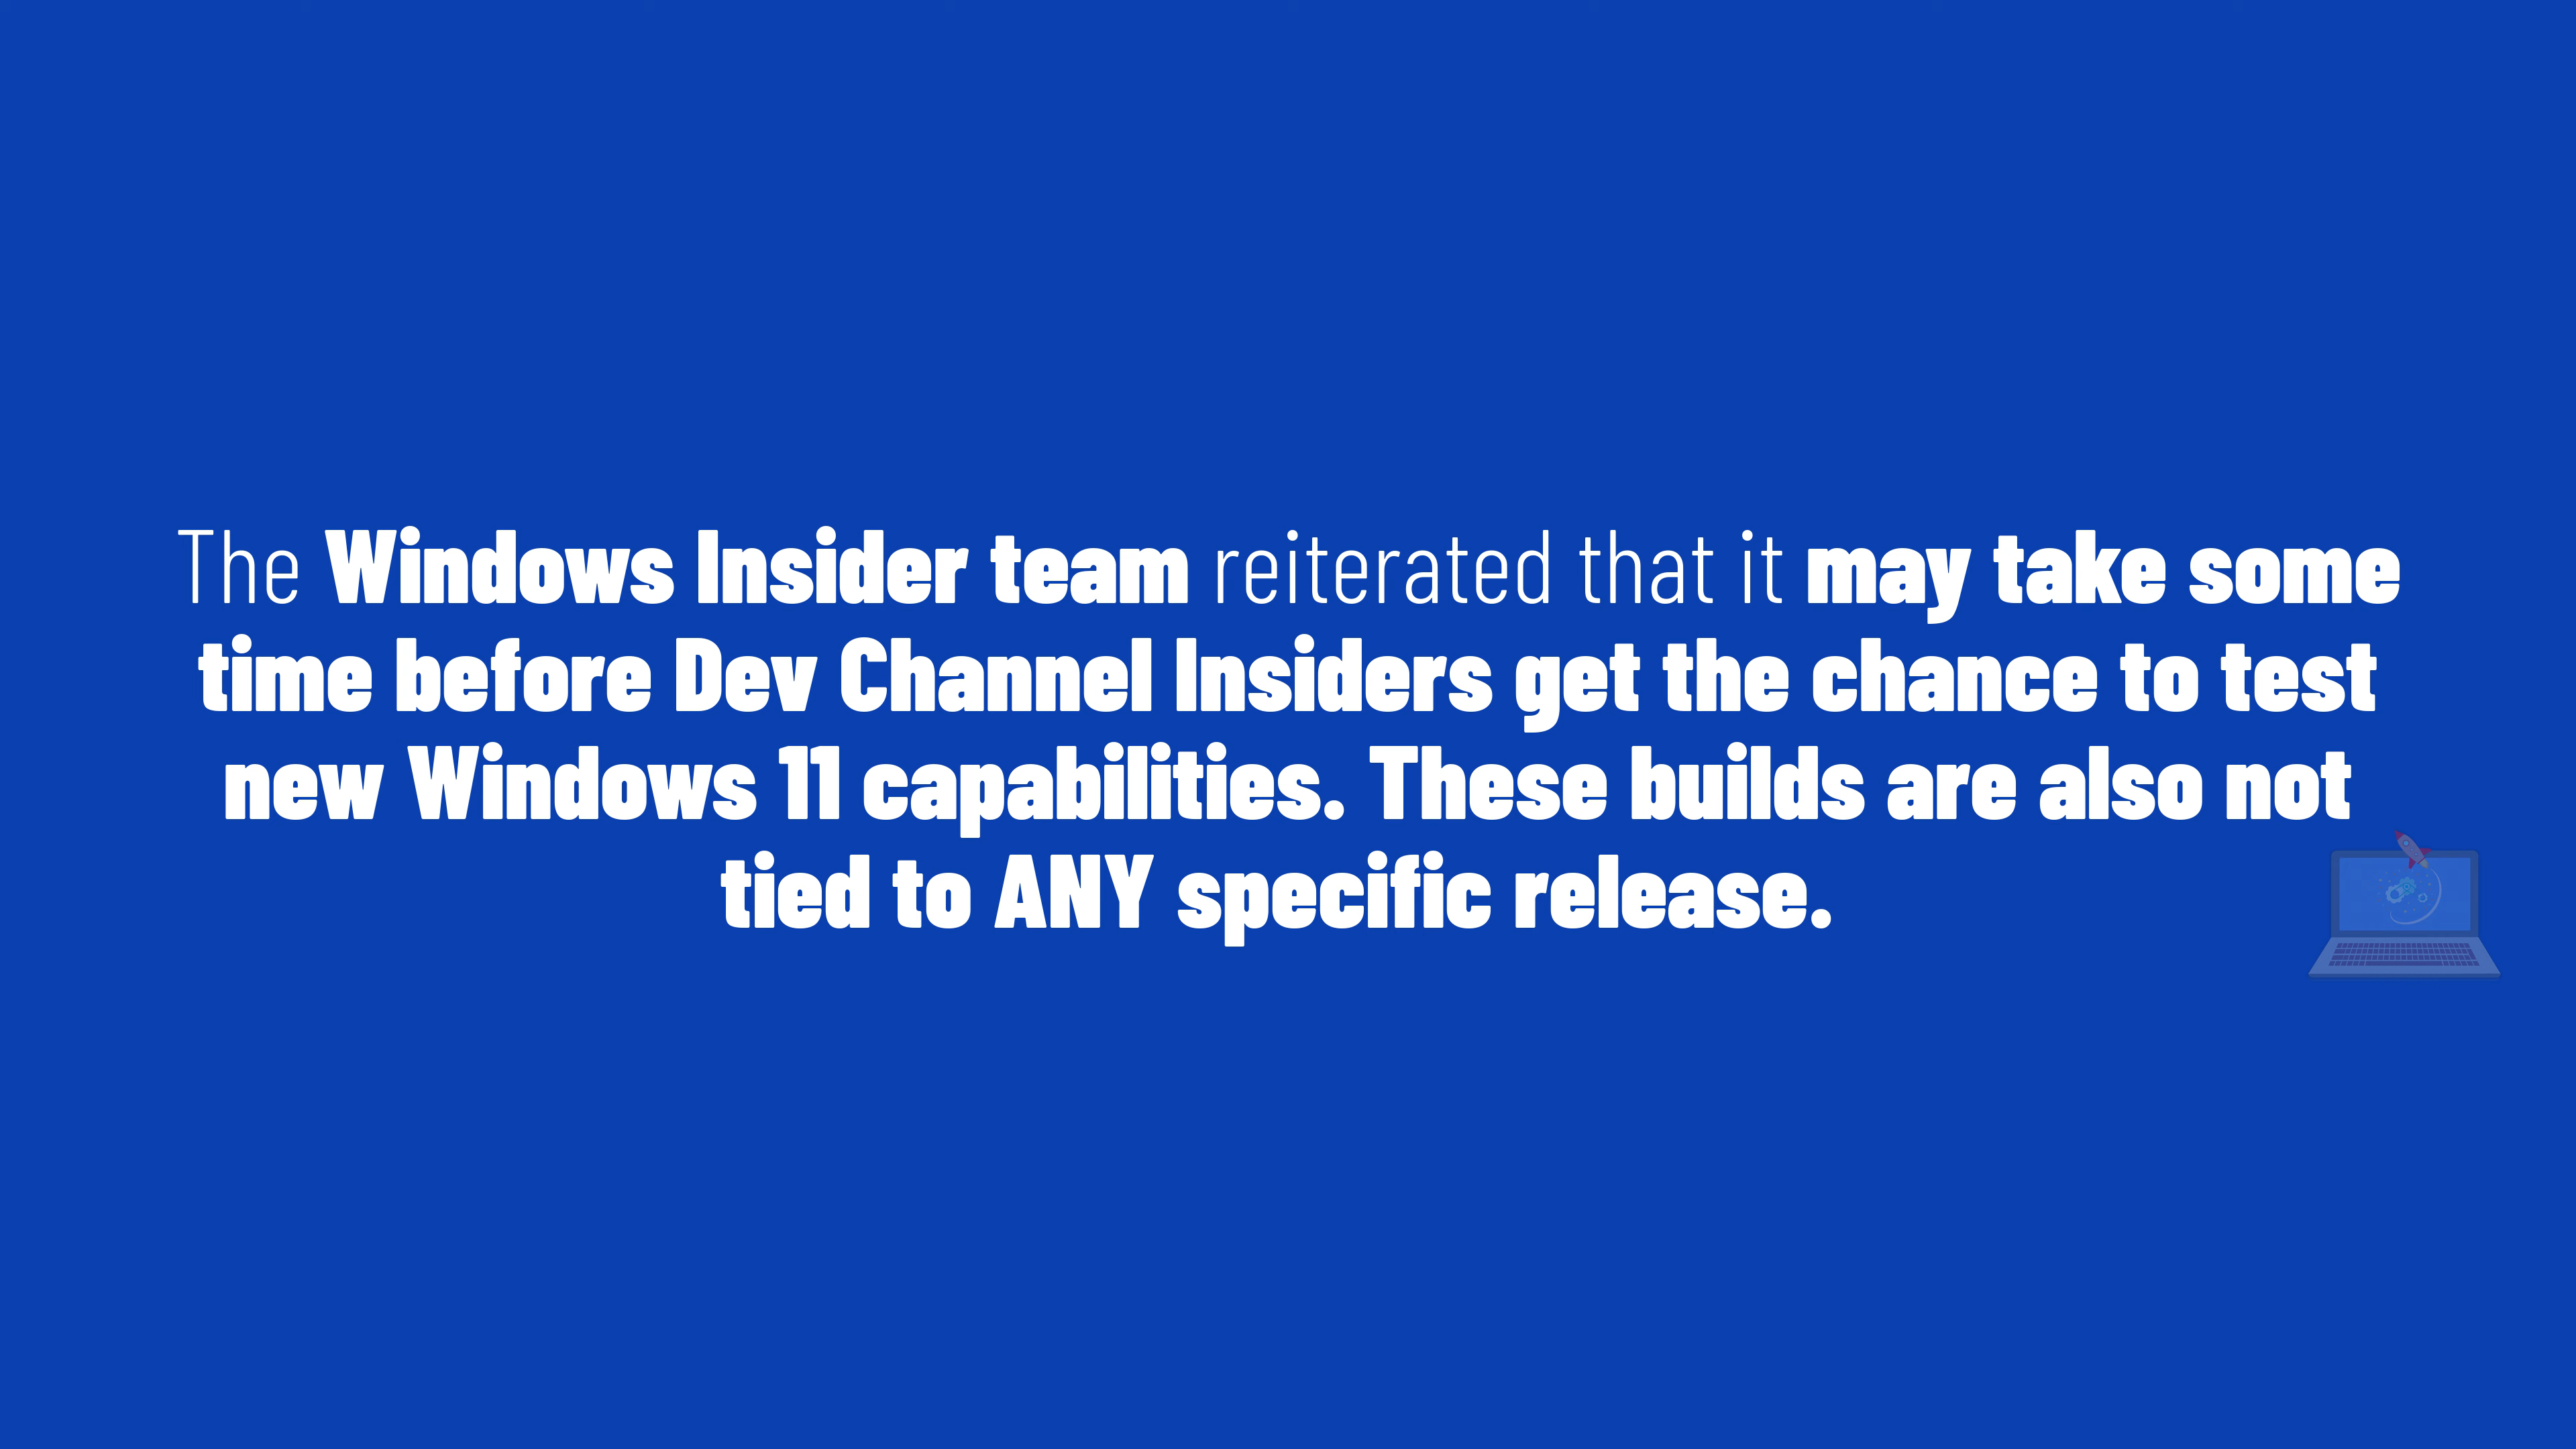 The Windows Insider team reiterated that it may take some
time before Dev Channel Insiders get the chance to test
new Windows 11 capabilities. These builds are also not
tied to ANY specific release.